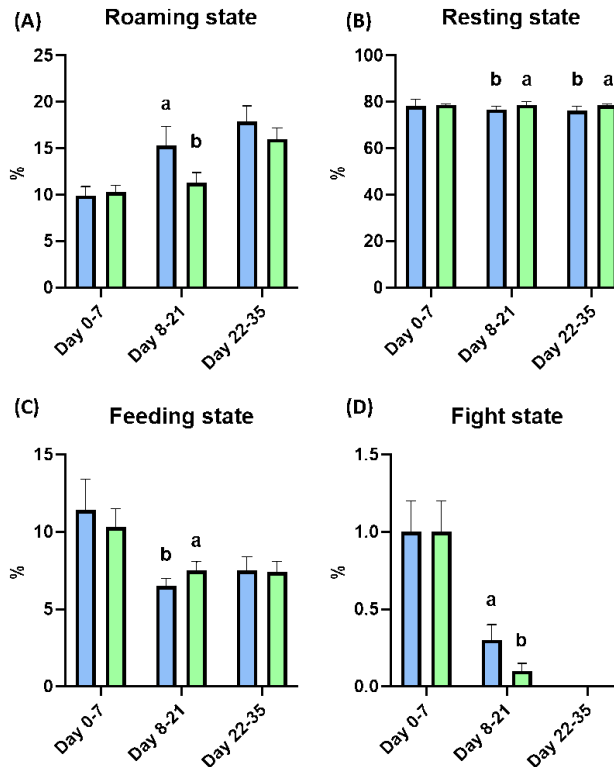 (A)
Roaming state
25
20
15
10
5
0
%
a
b
Day 0-7
Day 8-21
Day 22-35
(B)
Resting state
100
80
60
40
20
0
%
b a b a
Day 0-7
Day 8-21
Day 22-35
(C)
Feeding state
15
10
5
0
%
b a
Day 0-7
Day 8-21
Day 22-35
(D)
Fight state
1.5
1.0
0.5
0.0
%
a
b
Day 0-7
Day 8-21
Day 22-35